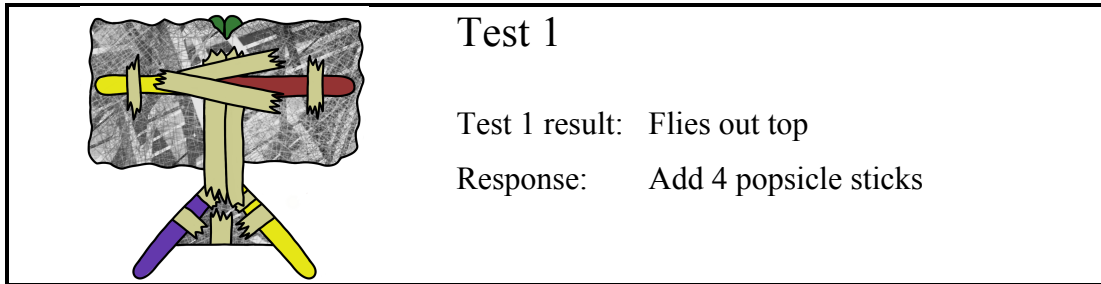 Test 1
Test 1 result: Flies out top
Response: Add 4 popsicle sticks